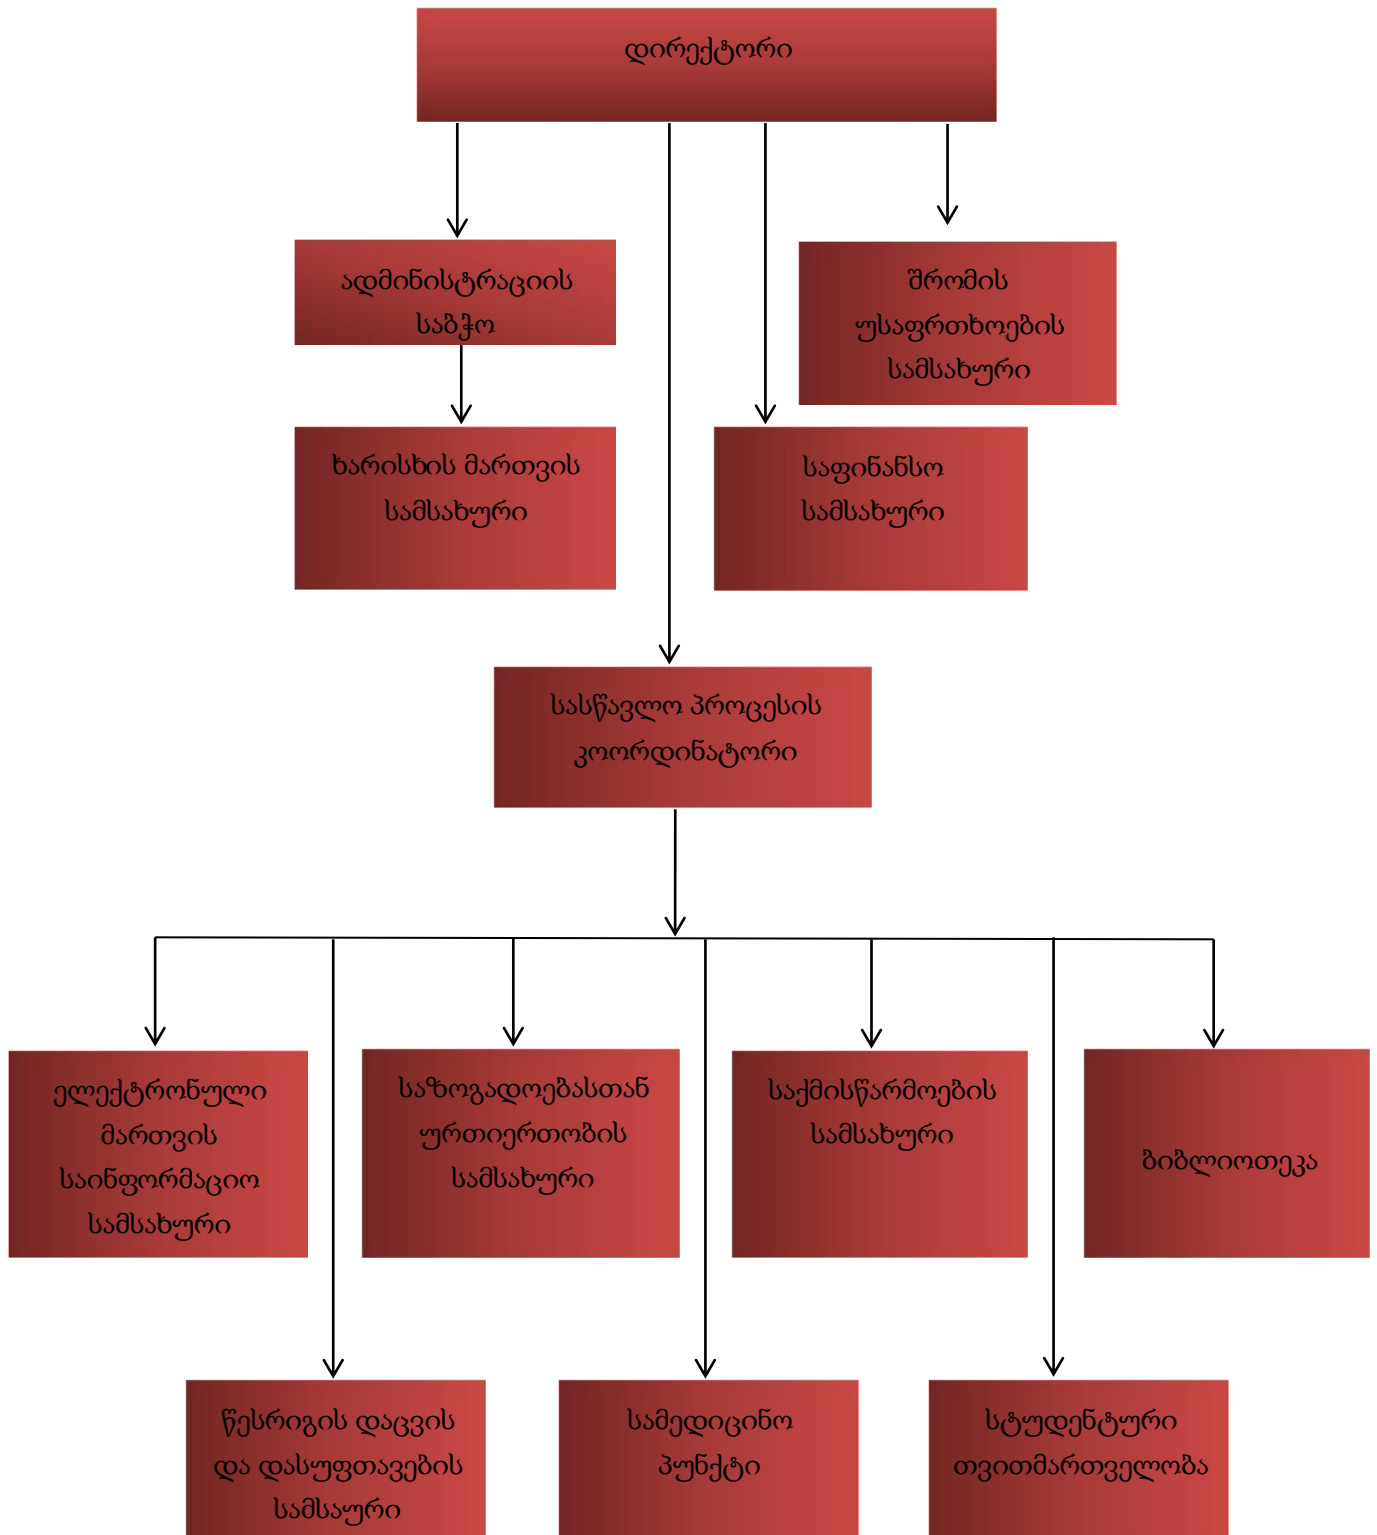 დირექტორი
ადმინისტრაციის
საბჭო
შრომის
უსაფრთხოების
სამსახური
ხარისხის მართვის
სამსახური
საფინანსო
სამსახური
სასწავლო პროცესის
კოორდინატორი
ელექტრონული
მართვის
საინფორმაციო
სამსახური
საზოგადოებასთან
ურთიერთობის
სამსახური
საქმისწარმოების
სამსახური
ბიბლიოთეკა
წესრიგის დაცვის
და დასუფთავების
სამსაური
სამედიცინო
პუნქტი
სტუდენტური
თვითმართველობა